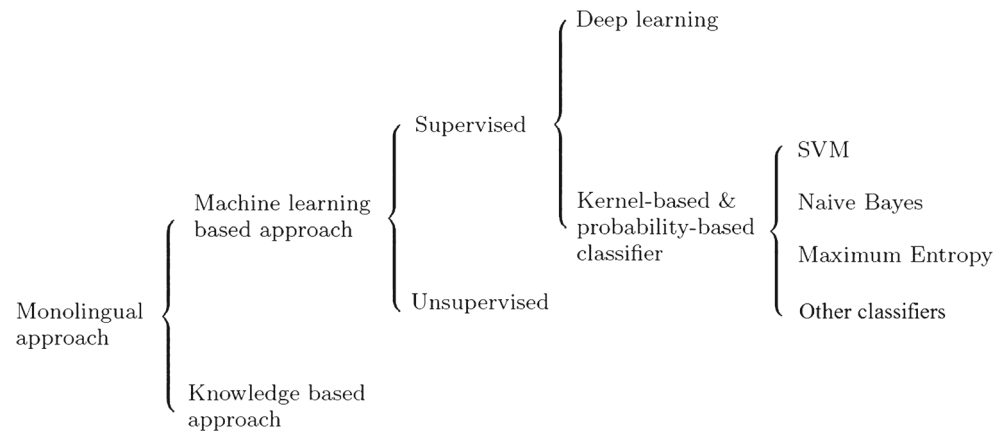 Deep learning
Supervised
SVM
Kernel-based &
probability-based
classifier
Naive Bayes
Maximum Entropy
Other classifiers
Machine learning
based approach
Unsupervised
Monolingual
approach
Knowledge based
approach